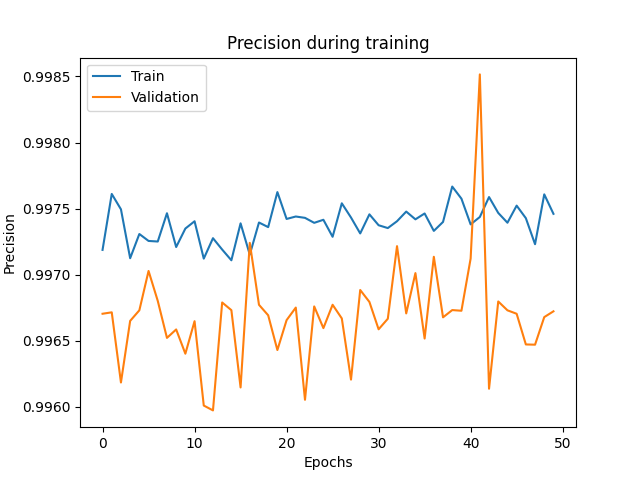 Precision during training
Train
Validation
0.9985
0.9980
0.9975
0.9970
0.9965
0.9960
Precision
0 10 20 30 40 50
Epochs